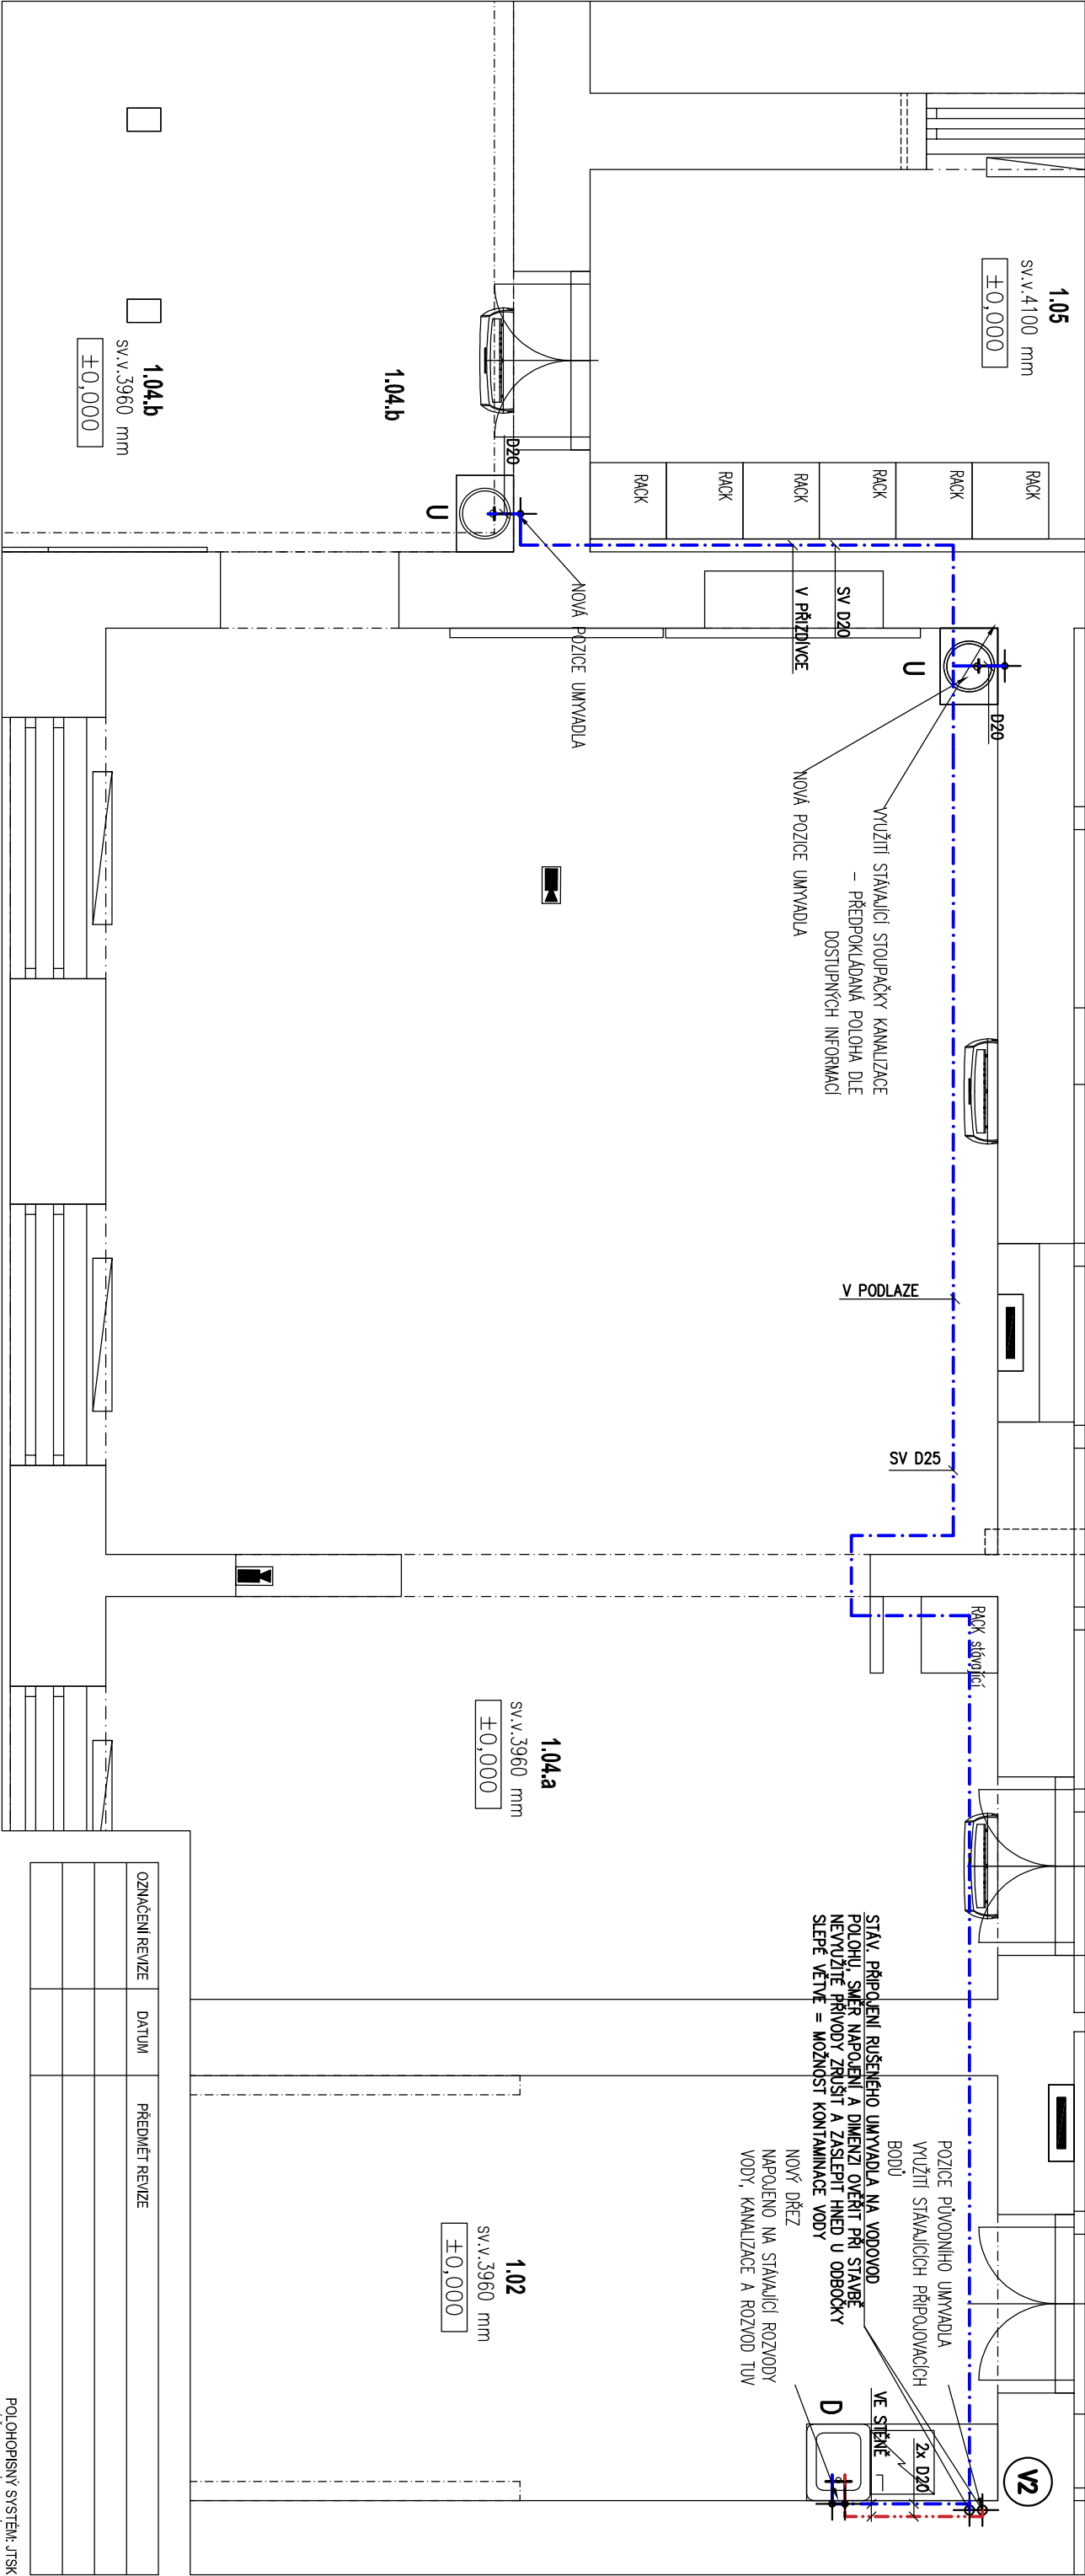 1.05
sv.v.4100 mm
±0,000
RACK
RACK
RACK
RACK
RACK
RACK
1.04.b
1.04.b
sv.v.3960 mm
±0,000
D20
U
NOVÁ POZICE UMYVADLA
SV D20
V PŘIZDÍVCE
U
D20
VYUŽITÍ STÁVAJÍCÍ STOUPAČKY KANALIZACE
– PŘEDPOKLÁDANÁ POLOHA DLE
DOSTUPNÝCH INFORMACÍ
NOVÁ POZICE UMYVADLA
V PODLAZE
SV D25
RACK stávající
1.04.a
sv.v.3960 mm
±0,000
STÁV. PŘIPOJENÍ RUŠENÉHO UMYVADLA NA VODOVOD
POLOHU, SMĚR NAPOJENÍ A DIMENZI OVĚŘIT PŘI STAVBĚ
NEVYUŽITÉ PŘÍVODY ZRUŠIT A ZASLEPIT HNED U ODBOČKY
SLEPÉ VĚTVE = MOŽNOST KONTAMINACE VODY
POZICE PŮVODNÍHO UMYVADLA
VYUŽITÍ STÁVAJÍCÍCH PŘIPOJOVACÍCH
BODŮ
NOVÝ DŘEZ
NAPOJENO NA STÁVAJÍCÍ ROZVODY
VODY, KANALIZACE A ROZVOD TUV
1.02
sv.v.3960 mm
±0,000
V2
2x D20
VE STĚNĚ
D
OZNAČENÍ REVIZE DATUM PŘEDMĚT REVIZE
POLOHOPISNÝ SYSTÉM: JTSK